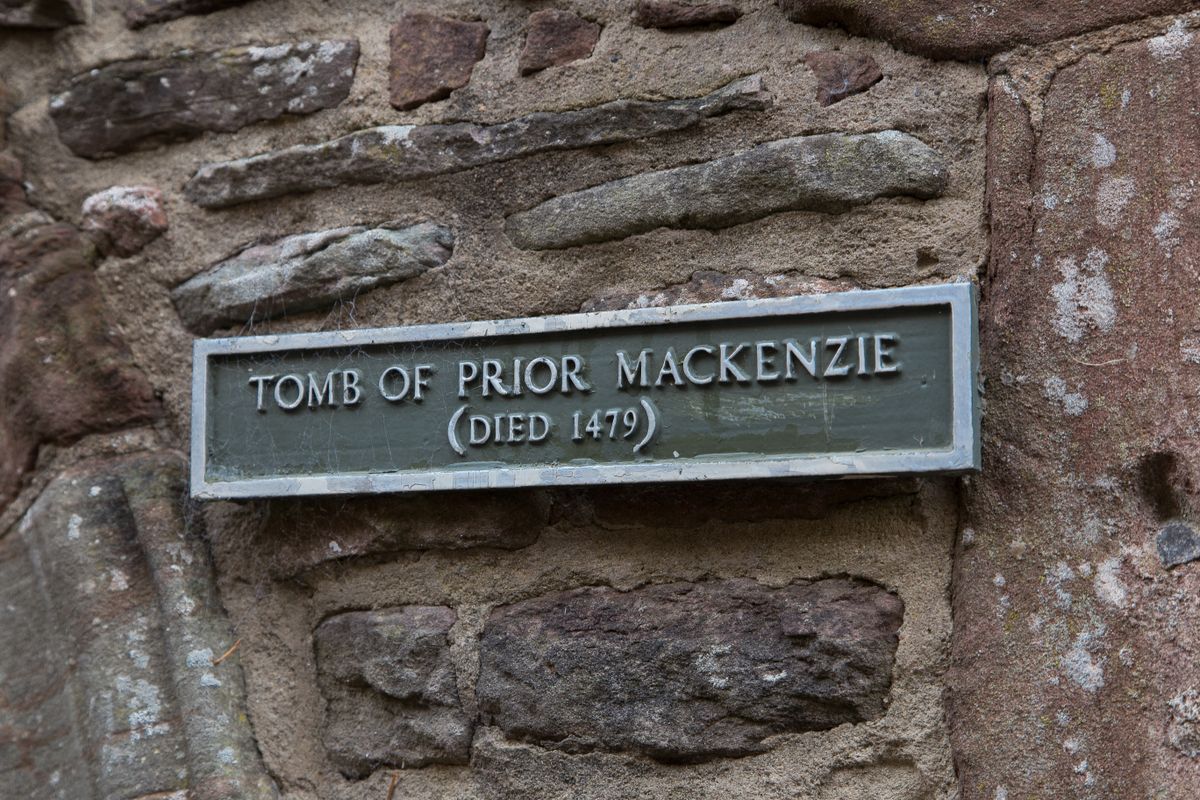 TOMB OF PRIOR MACKENZIE
(DIED 1479)